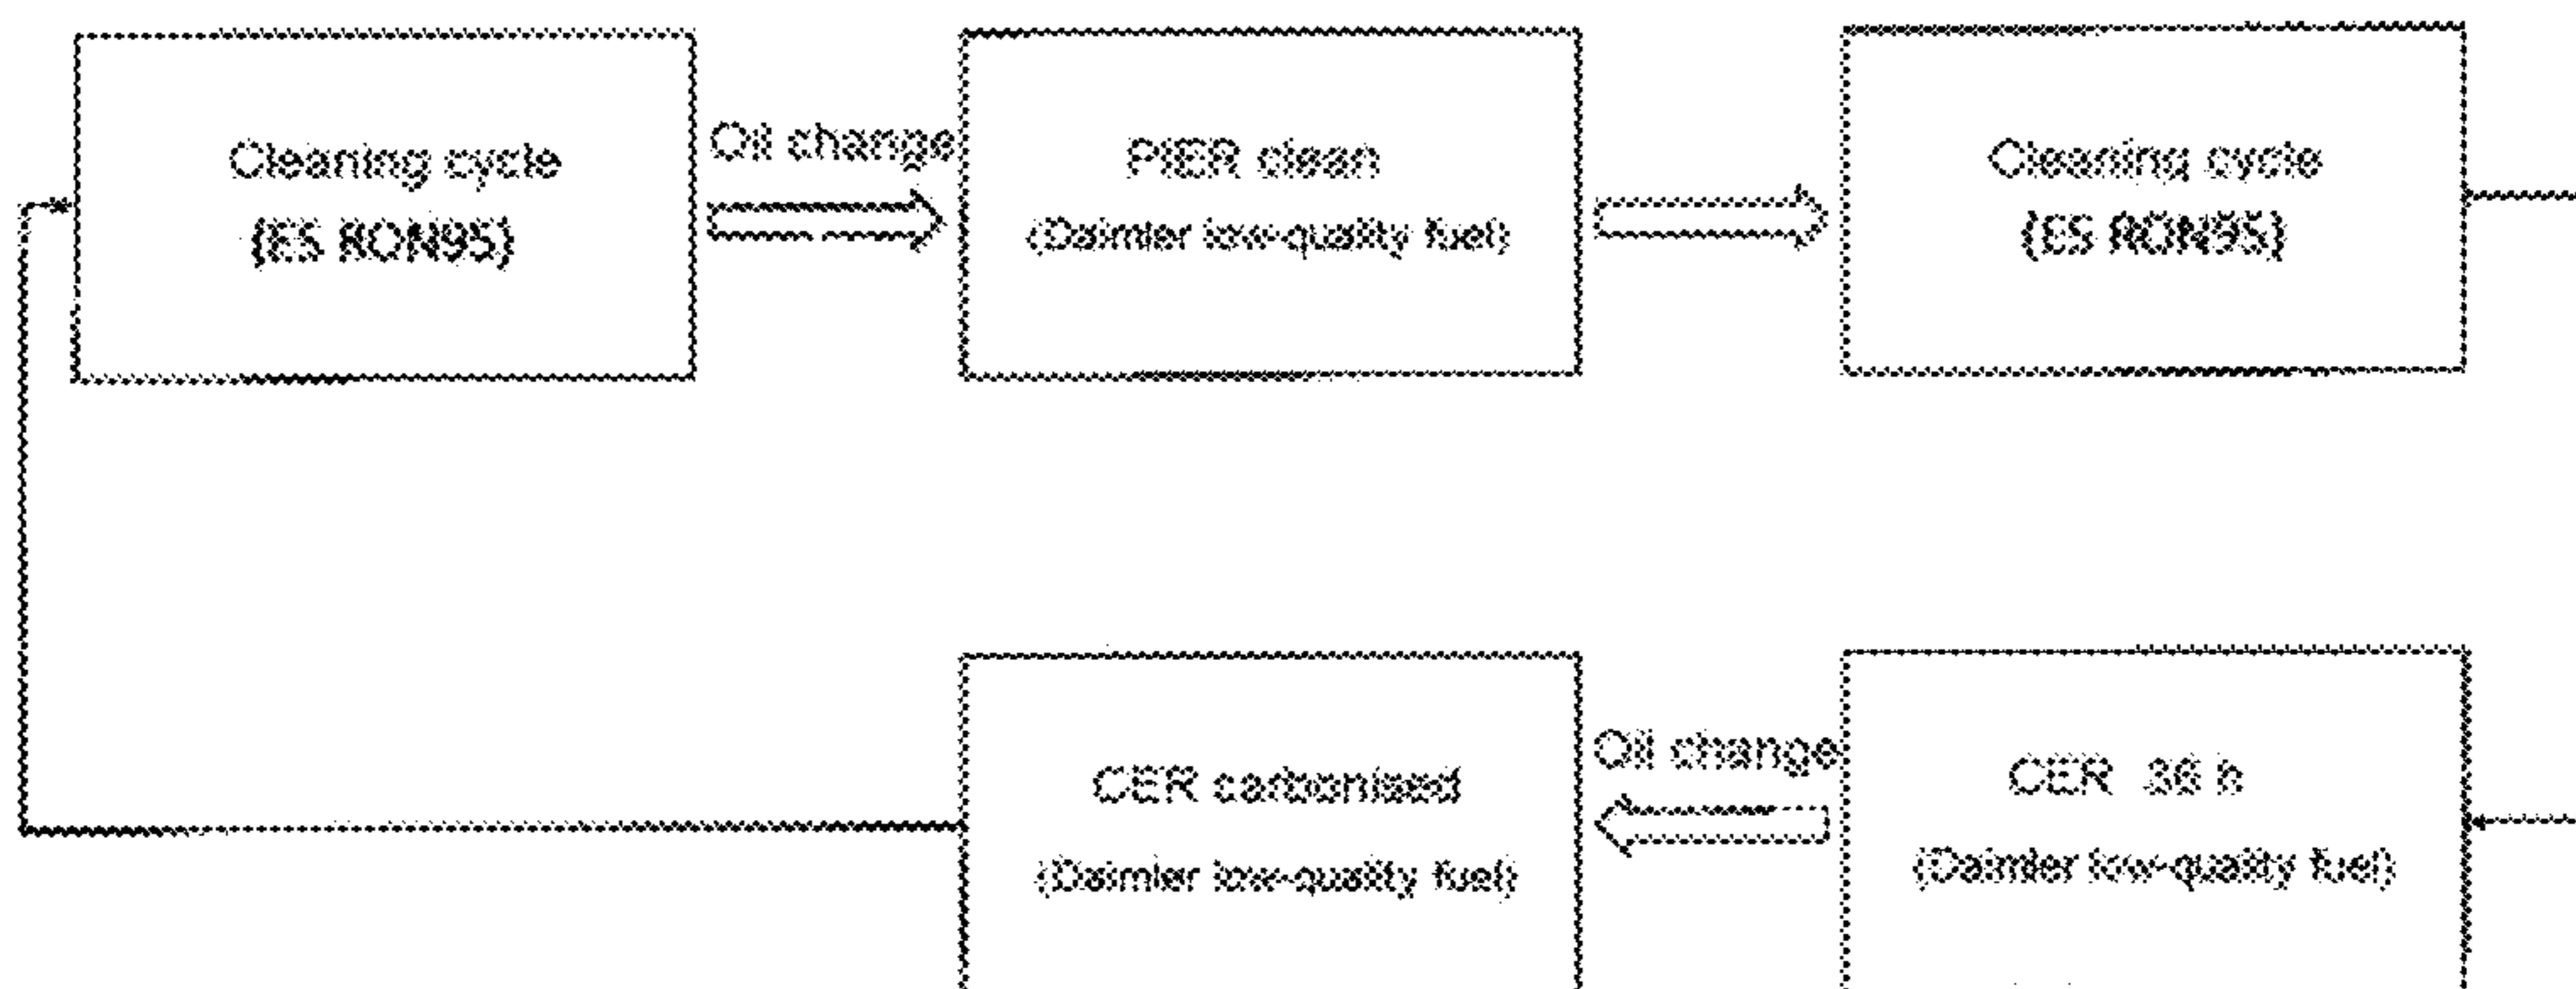 Cleaning cycle
(ES RON95)
Oil change
PIER clean
(Daimler low-quality fuel)
Cleaning cycle
(ES RON95)
CER carbonised
(Daimler low-quality fuel)
Oil change
CER 36 h
(Daimler low-quality fuel)